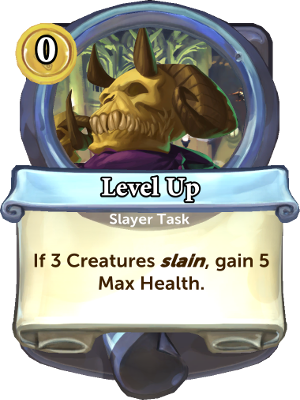 0
Level Up
Slayer Task
If 3 Creatures slain, gain 5
Max Health.